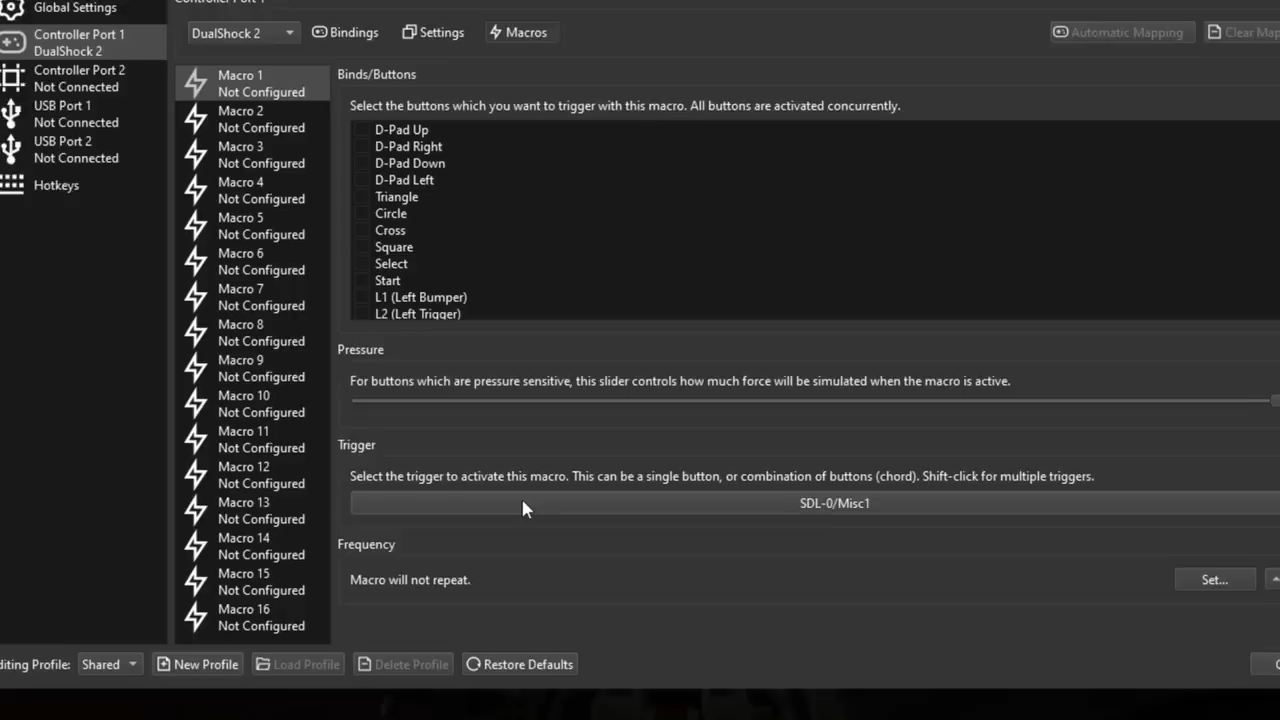 Global Settings
Controller Port 1
DualShock 2
Controller Port 2
Not Connected
USB Port 1
Not Connected
USB Port 2
Not Connected
Hotkeys
DualShock 2
Bindings
Settings
Macros
Automatic Mapping
Clear Map
Macro 1
Not Configured
Macro 2
Not Configured
Macro 3
Not Configured
Macro 4
Not Configured
Macro 5
Not Configured
Macro 6
Not Configured
Macro 7
Not Configured
Macro 8
Not Configured
Macro 9
Not Configured
Macro 10
Not Configured
Macro 11
Not Configured
Macro 12
Not Configured
Macro 13
Not Configured
Macro 14
Not Configured
Macro 15
Not Configured
Macro 16
Not Configured
Binds/Buttons
Select the buttons which you want to trigger with this macro. All buttons are activated concurrently.
D-Pad Up
D-Pad Right
D-Pad Down
D-Pad Left
Triangle
Circle
Cross
Square
Select
Start
L1 (Left Bumper)
L2 (Left Trigger)
Pressure
For buttons which are pressure sensitive, this slider controls how much force will be simulated when the macro is active.
Trigger
Select the trigger to activate this macro. This can be a single button, or combination of buttons (chord). Shift-click for multiple triggers.
SDL-0/Misc1
Frequency
Macro will not repeat.
Set...
diting Profile:
Shared
New Profile
Load Profile
Delete Profile
Restore Defaults